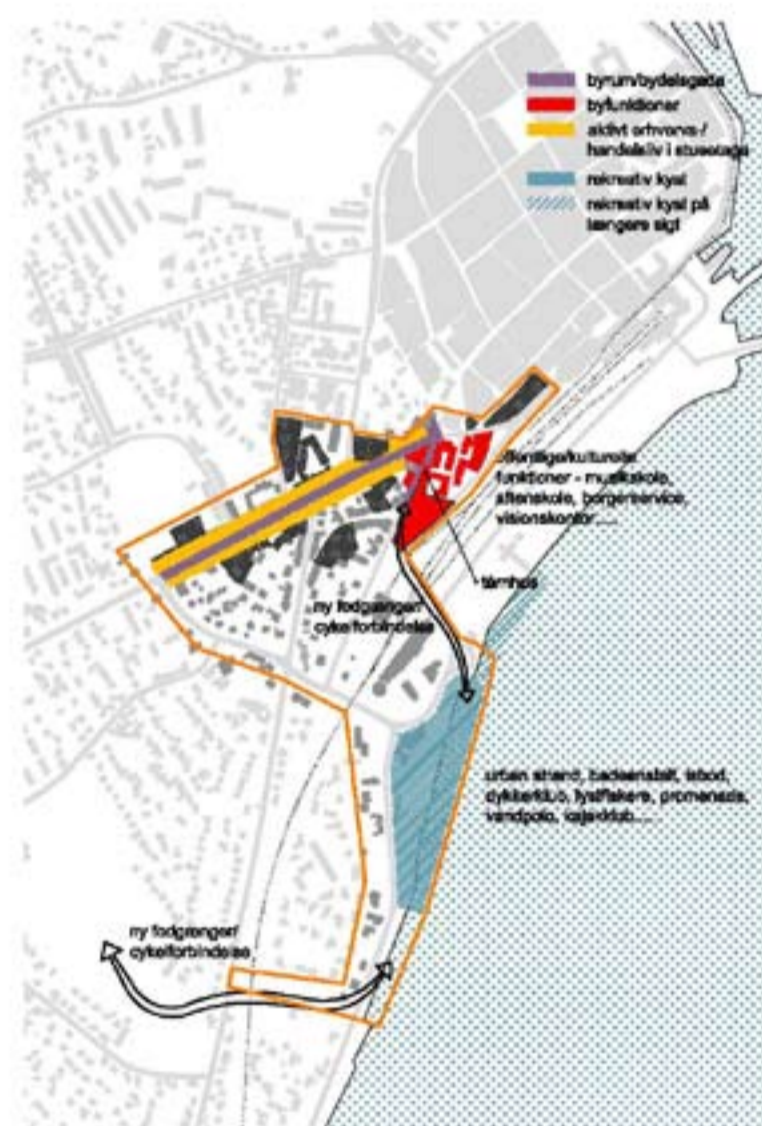 byrum/bydelsgade
byfunktioner
aktivt erhvervs-/
handelsliv i stueetage
rekreativ kyst
rekreativ kyst på
længere sigt
offentlige/kulturelle
funktioner - musikskole,
aftenskole, borgerservice,
visionskontor.....
tårnhus
ny fodgænger/
cykelforbindelse
urban strand, badeanstalt, isbod,
dykkerklub, lystfiskere, promenade,
vandpolo, kajakklub....
ny fodgænger/
cykelforbindelse